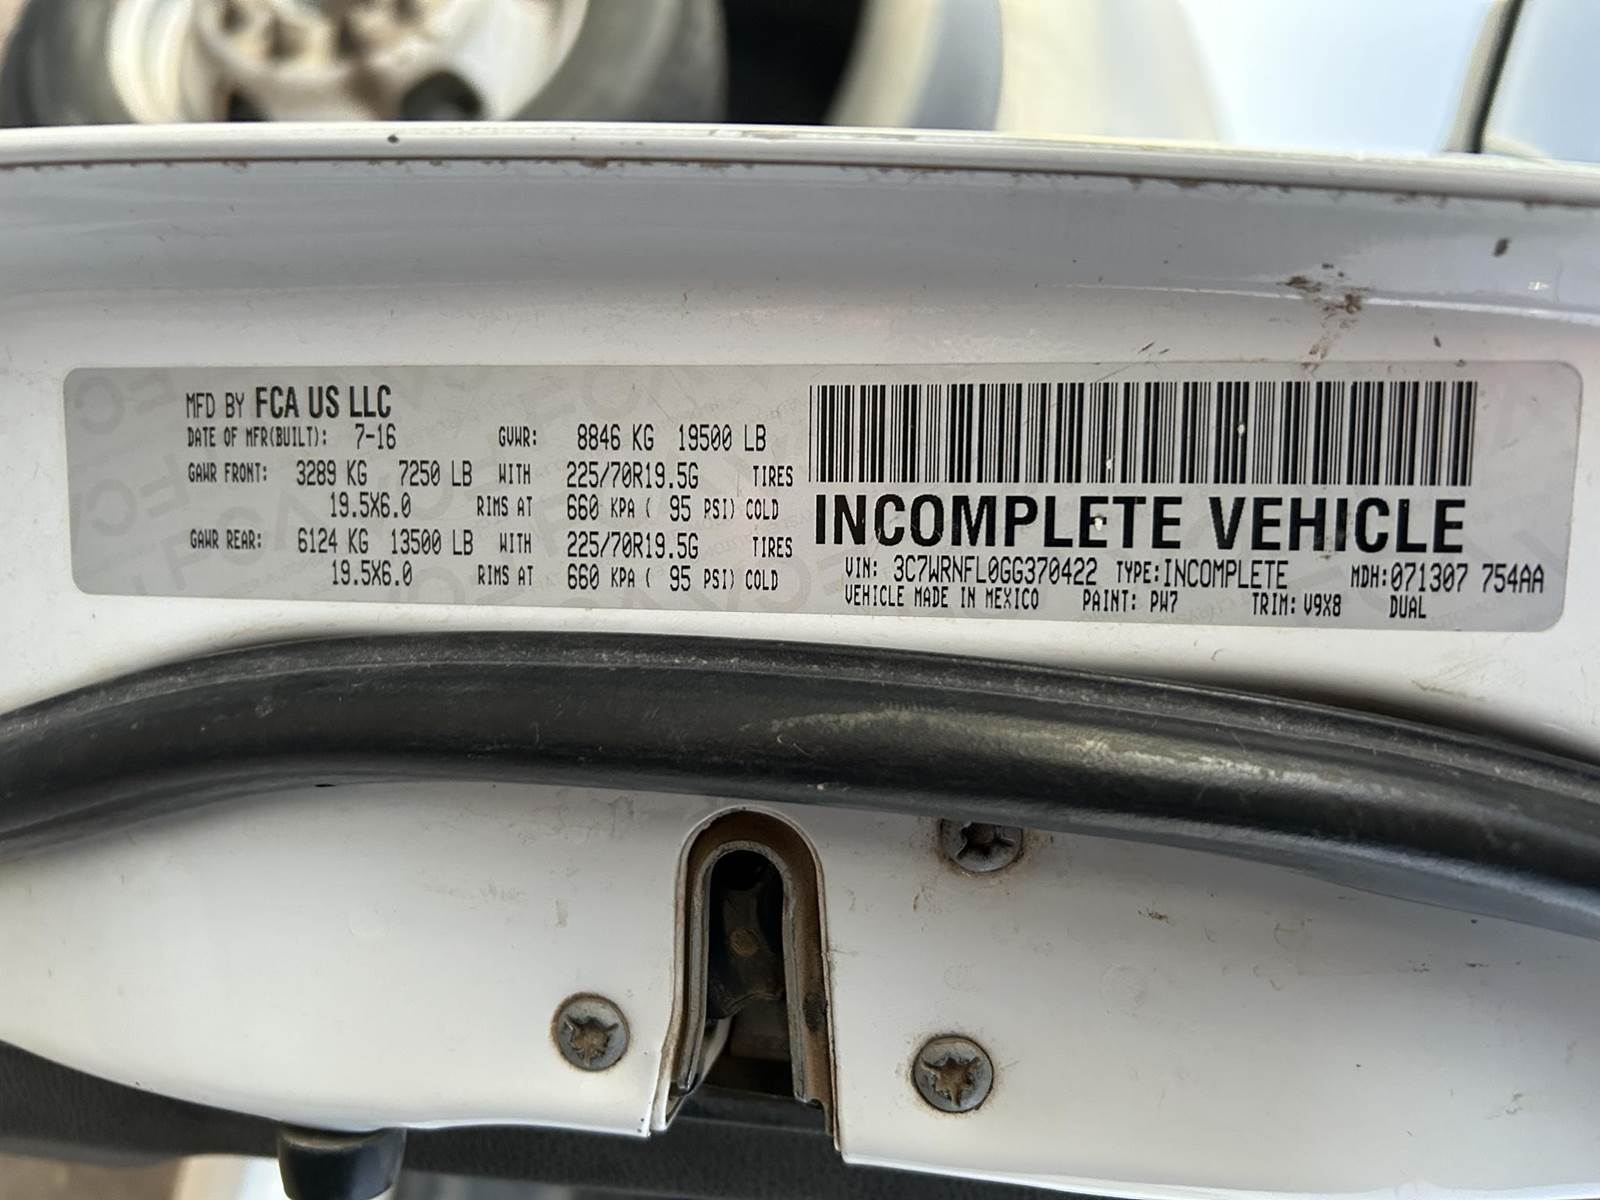 MFD BY FCA US LLC
DATE OF MFR(BUILT): 7-16 GVWR: 8846 KG 19500 LB
GAWR FRONT: 3289 KG 7250 LB WITH 225/70R19.5G TIRES
19.5X6.0 RIMS AT 660 KPA ( 95 PSI) COLD
GAWR REAR: 6124 KG 13500 LB WITH 225/70R19.5G TIRES
19.5X6.0 RIMS AT 660 KPA ( 95 PSI) COLD
INCOMPLETE VEHICLE
VIN: 3C7WRNFL0GG370422 TYPE: INCOMPLETE MDH: 071307 754AA
VEHICLE MADE IN MEXICO PAINT: PW7 TRIM: V9X8 DUAL